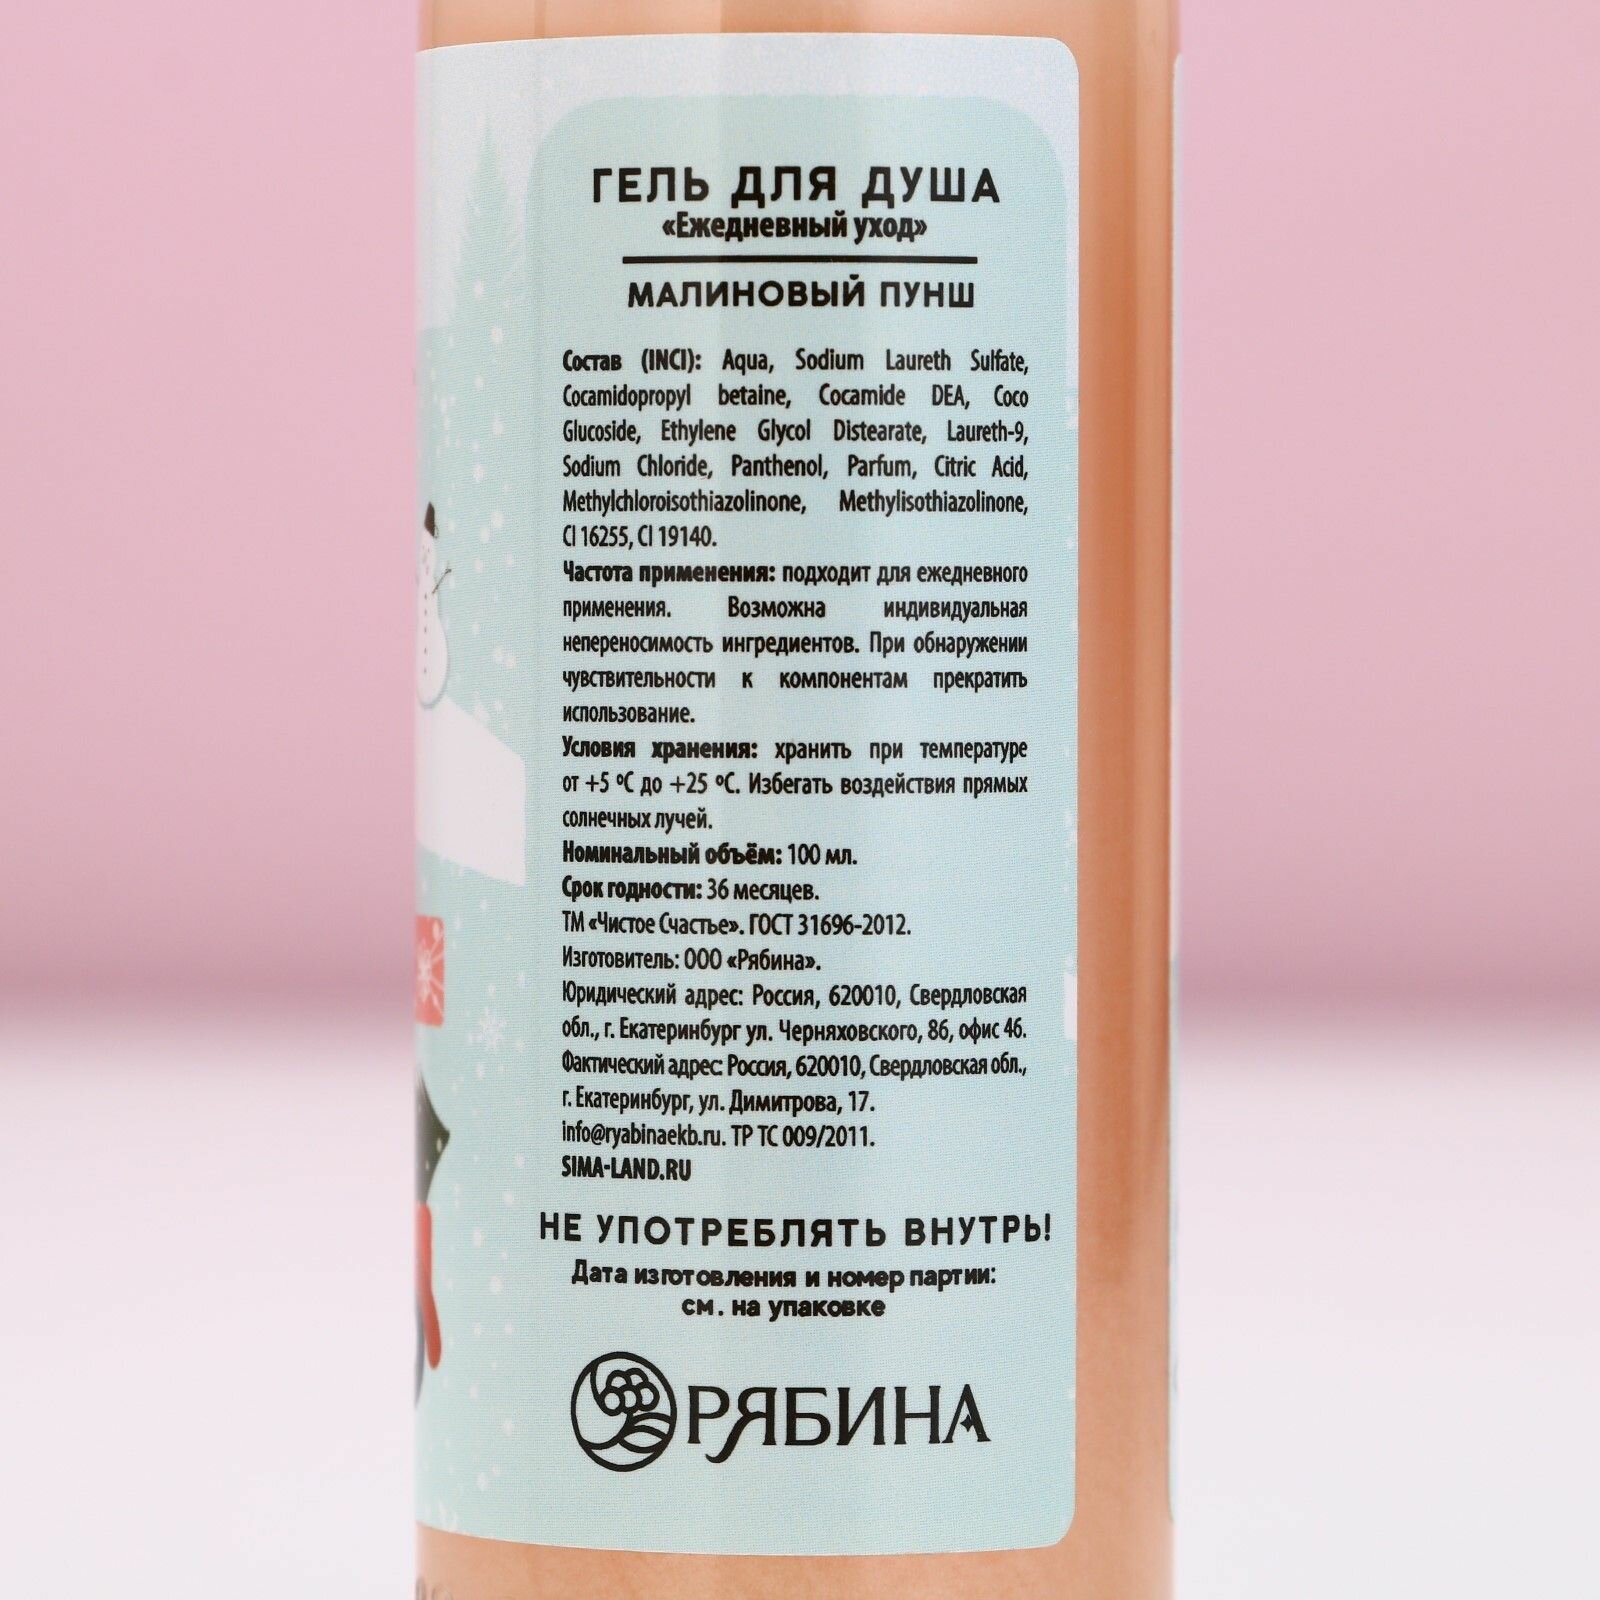 ГЕЛЬ ДЛЯ ДУША
«Ежедневный уход»
МАЛИНОВЫЙ ПУНШ
Состав (INCI): Aqua, Sodium Laureth Sulfate,
Cocamidopropyl betaine, Cocamide DEA, Coco
Glucoside, Ethylene Glycol Distearate, Laureth-9,
Sodium Chloride, Panthenol, Parfum, Citric Acid,
Methylchloroisothiazolinone, Methylisothiazolinone,
CI 16255, CI 19140.
Частота применения: подходит для ежедневного
применения. Возможна индивидуальная
непереносимость ингредиентов. При обнаружении
чувствительности к компонентам прекратить
использование.
Условия хранения: хранить при температуре
от +5 °С до +25 °С. Избегать воздействия прямых
солнечных лучей.
Номинальный объём: 100 мл.
Срок годности: 36 месяцев.
ТМ «Чистое Счастье». ГОСТ 31696-2012.
Изготовитель: ООО «Рябина».
Юридический адрес: Россия, 620010, Свердловская
обл., г. Екатеринбург ул. Черняховского, 86, офис 46.
Фактический адрес: Россия, 620010, Свердловская обл.,
г. Екатеринбург, ул. Димитрова, 17.
info@ryabinaekb.ru. ТР ТС 009/2011.
SIMA-LAND.RU
НЕ УПОТРЕБЛЯТЬ ВНУТРЬ!
Дата изготовления и номер партии:
см. на упаковке
РЯБИНА